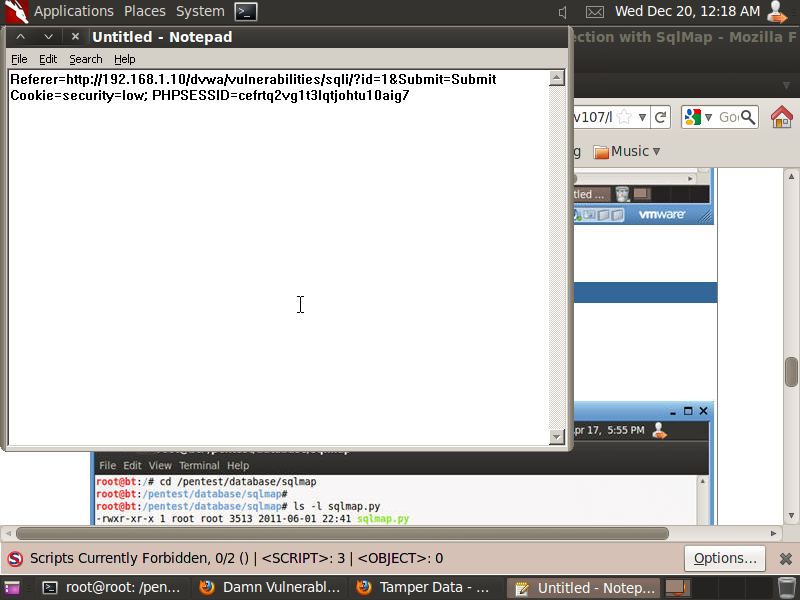 Applications Places System
Wed Dec 20, 12:18 AM
Untitled - Notepad
ection with SqlMap - Mozilla F
File Edit Search Help
Referer=http://192.168.1.10/dvwa/vulnerabilities/sqli/?id=1&Submit=Submit
Cookie=security=low; PHPSESSID=cefrtq2vg1t3lqtjohtu10aig7
v107/l
Goo
g Music
tled ...
vmware
pr 17, 5:55 PM
File Edit View Terminal Help
root@bt:/# cd /pentest/database/sqlmap
root@bt:/pentest/database/sqlmap#
root@bt:/pentest/database/sqlmap# ls -l sqlmap.py
-rwxr-xr-x 1 root root 3513 2011-06-01 22:41 sqlmap.py
Scripts Currently Forbidden, 0/2 () | <SCRIPT>: 3 | <OBJECT>: 0
Options...
root@root: /pen...
Damn Vulnerabl...
Tamper Data - ...
Untitled - Notep...